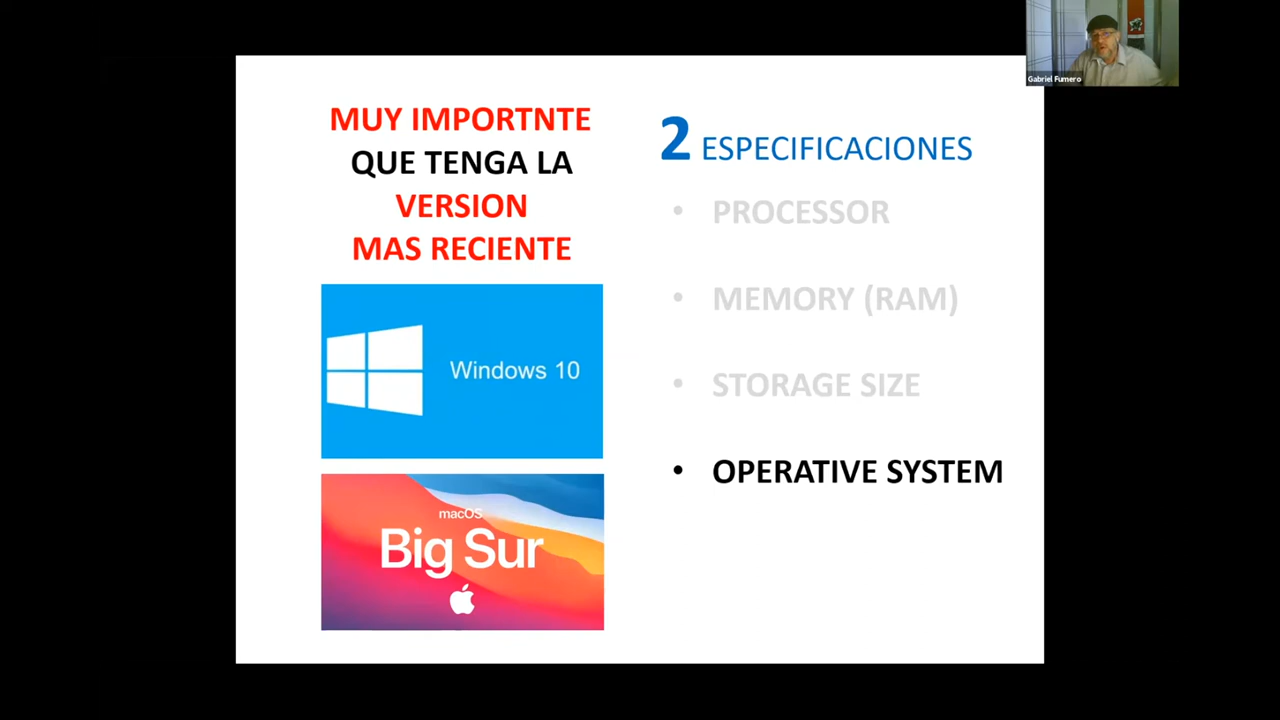 MUY IMPORTNTE
QUE TENGA LA
VERSION
MAS RECIENTE
Windows 10
macOS
Big Sur
2 ESPECIFICACIONES
• PROCESSOR
• MEMORY (RAM)
• STORAGE SIZE
• OPERATIVE SYSTEM
Gabriel Fumero